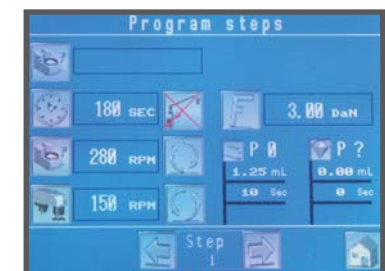 Program steps
180 SEC
F
3.00 DaN
280 RPM
P 0
P ?
1.25 mL
0.00 mL
10 Sec
0 Sec
150 RPM
Step
1